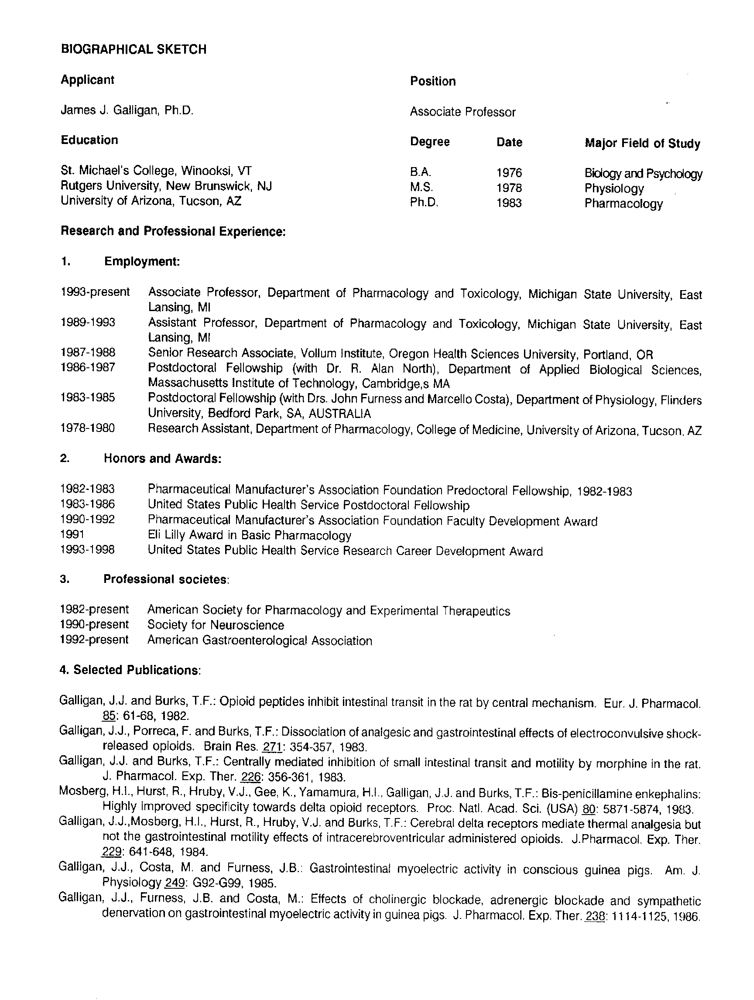 BIOGRAPHICAL SKETCH
Applicant Position
James J. Galligan, Ph.D. Associate Professor
Education Degree Date Major Field of Study
St. Michael's College, Winooksi, VT B.A. 1976 Biology and Psychology
Rutgers University, New Brunswick, NJ M.S. 1978 Physiology
University of Arizona, Tucson, AZ Ph.D. 1983 Pharmacology
Research and Professional Experience:
1. Employment:
1993-present Associate Professor, Department of Pharmacology and Toxicology, Michigan State University, East
Lansing, MI
1989-1993 Assistant Professor, Department of Pharmacology and Toxicology, Michigan State University, East
Lansing, MI
1987-1988 Senior Research Associate, Vollum Institute, Oregon Health Sciences University, Portland, OR
1986-1987 Postdoctoral Fellowship (with Dr. R. Alan North), Department of Applied Biological Sciences,
Massachusetts Institute of Technology, Cambridge,s MA
1983-1985 Postdoctoral Fellowship (with Drs. John Furness and Marcello Costa), Department of Physiology, Flinders
University, Bedford Park, SA, AUSTRALIA
1978-1980 Research Assistant, Department of Pharmacology, College of Medicine, University of Arizona, Tucson, AZ
2. Honors and Awards:
1982-1983 Pharmaceutical Manufacturer's Association Foundation Predoctoral Fellowship, 1982-1983
1983-1986 United States Public Health Service Postdoctoral Fellowship
1990-1992 Pharmaceutical Manufacturer's Association Foundation Faculty Development Award
1991 Eli Lilly Award in Basic Pharmacology
1993-1998 United States Public Health Service Research Career Development Award
3. Professional societes:
1982-present American Society for Pharmacology and Experimental Therapeutics
1990-present Society for Neuroscience
1992-present American Gastroenterological Association
4. Selected Publications:
Galligan, J.J. and Burks, T.F.: Opioid peptides inhibit intestinal transit in the rat by central mechanism. Eur. J. Pharmacol.
85: 61-68, 1982.
Galligan, J.J., Porreca, F. and Burks, T.F.: Dissociation of analgesic and gastrointestinal effects of electroconvulsive shock-
released opioids. Brain Res. 271: 354-357, 1983.
Galligan, J.J. and Burks, T.F.: Centrally mediated inhibition of small intestinal transit and motility by morphine in the rat.
J. Pharmacol. Exp. Ther. 226: 356-361, 1983.
Mosberg, H.I., Hurst, R., Hruby, V.J., Gee, K., Yamamura, H.I., Galligan, J.J. and Burks, T.F.: Bis-penicillamine enkephalins:
Highly improved specificity towards delta opioid receptors. Proc. Natl. Acad. Sci. (USA) 80: 5871-5874, 1983.
Galligan, J.J.,Mosberg, H.I., Hurst, R., Hruby, V.J. and Burks, T.F.: Cerebral delta receptors mediate thermal analgesia but
not the gastrointestinal motility effects of intracerebroventricular administered opioids. J.Pharmacol. Exp. Ther.
229: 641-648, 1984.
Galligan, J.J., Costa, M. and Furness, J.B.: Gastrointestinal myoelectric activity in conscious guinea pigs. Am. J.
Physiology 249: G92-G99, 1985.
Galligan, J.J., Furness, J.B. and Costa, M.: Effects of cholinergic blockade, adrenergic blockade and sympathetic
denervation on gastrointestinal myoelectric activity in guinea pigs. J. Pharmacol. Exp. Ther. 238: 1114-1125, 1986.